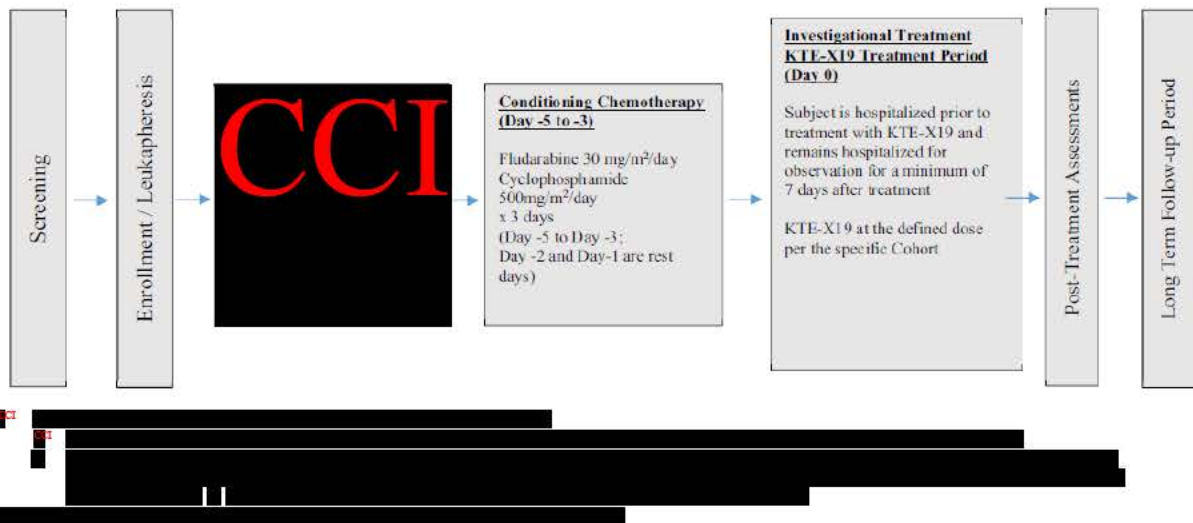 Screening
Enrollment / Leukapheresis
CCI
Conditioning Chemotherapy
(Day -5 to -3)
Fludarabine 30 mg/m²/day
Cyclophosphamide
500mg/m²/day
x 3 days
(Day -5 to Day -3;
Day -2 and Day-1 are rest
days)
Investigational Treatment
KTE-X19 Treatment Period
(Day 0)
Subject is hospitalized prior to
treatment with KTE-X19 and
remains hospitalized for
observation for a minimum of
7 days after treatment
KTE-X19 at the defined dose
per the specific Cohort
Post-Treatment Assessments
Long Term Follow-up Period
CCI
CCI